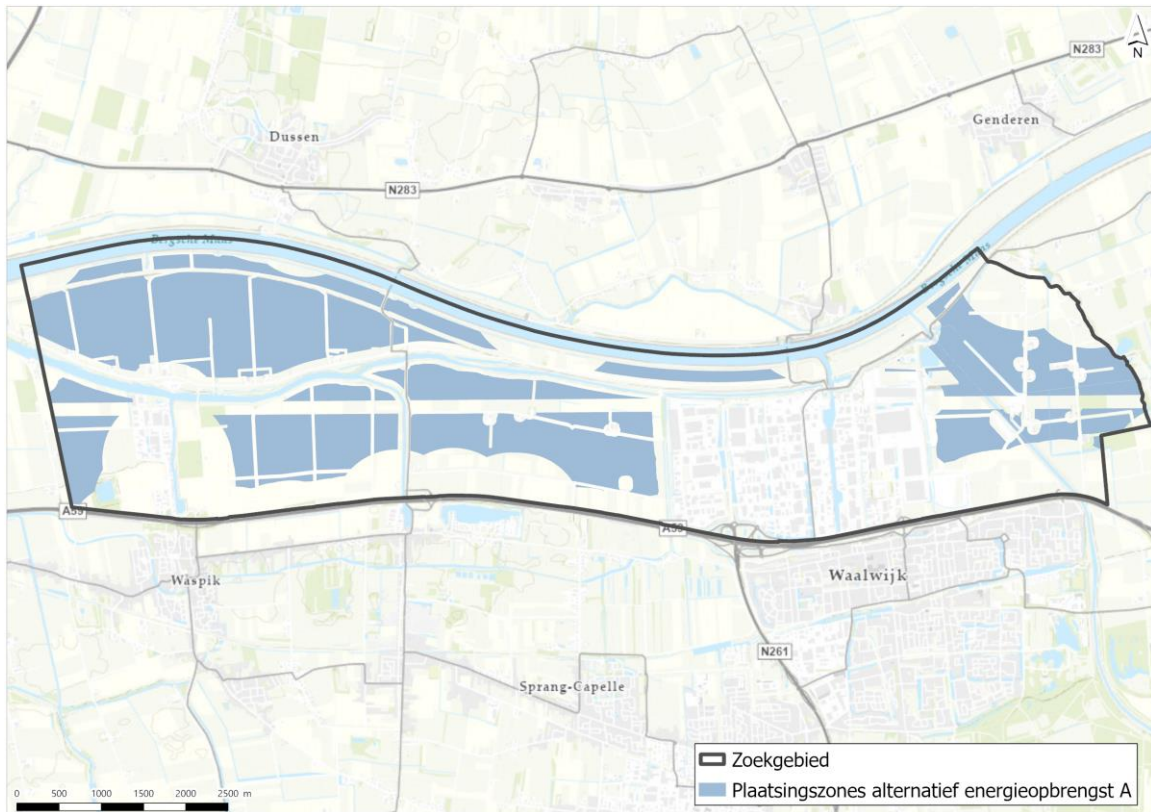 N283
N
Genderen
Dussen
N283
Bergsche Maas
Bergsche Maas
A59
A59
Waspik
Waalwijk
N261
Sprang-Capelle
Zoekgebied
Plaatsingszones alternatief energieopbrengst A
0 500 1000 1500 2000 2500 m